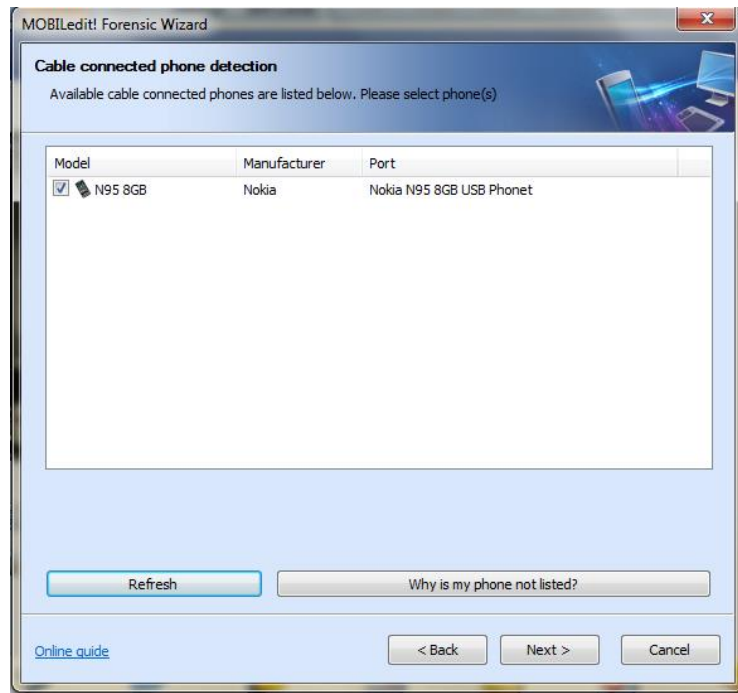 MOBILedit! Forensic Wizard
Cable connected phone detection
Available cable connected phones are listed below. Please select phone(s)
Model Manufacturer Port
N95 8GB Nokia Nokia N95 8GB USB Phonet
Refresh Why is my phone not listed?
Online guide < Back Next > Cancel